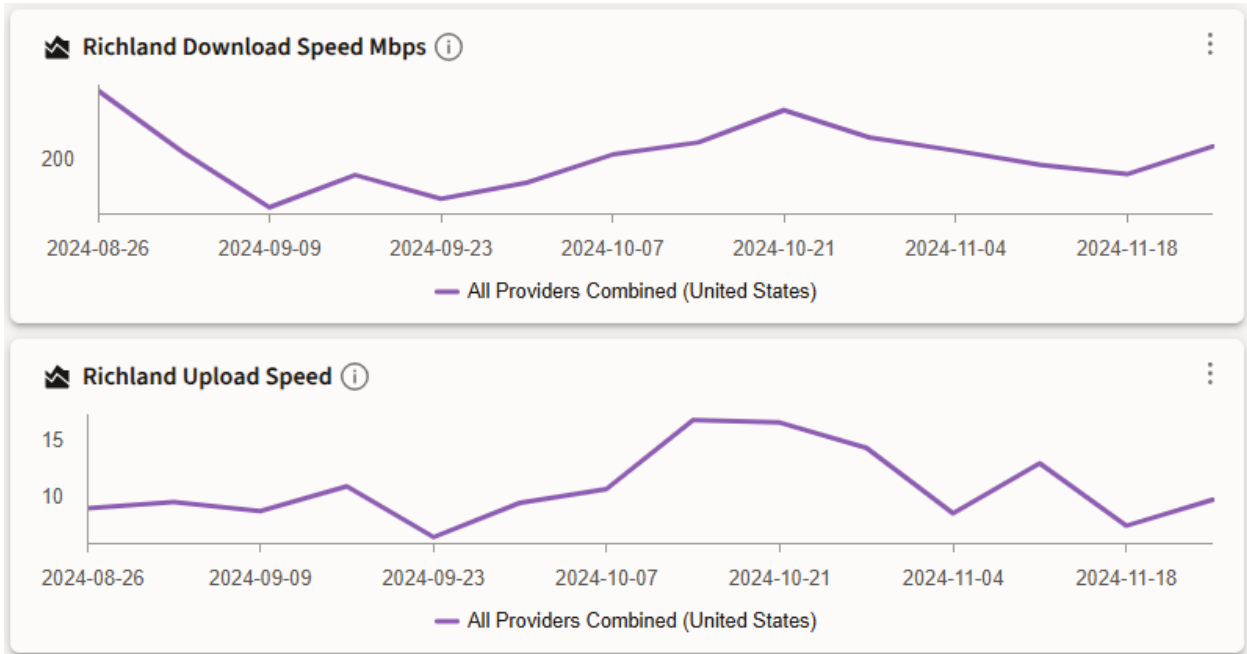 Richland Download Speed Mbps
200
2024-08-26 2024-09-09 2024-09-23 2024-10-07 2024-10-21 2024-11-04 2024-11-18
All Providers Combined (United States)
Richland Upload Speed
15
10
2024-08-26 2024-09-09 2024-09-23 2024-10-07 2024-10-21 2024-11-04 2024-11-18
All Providers Combined (United States)